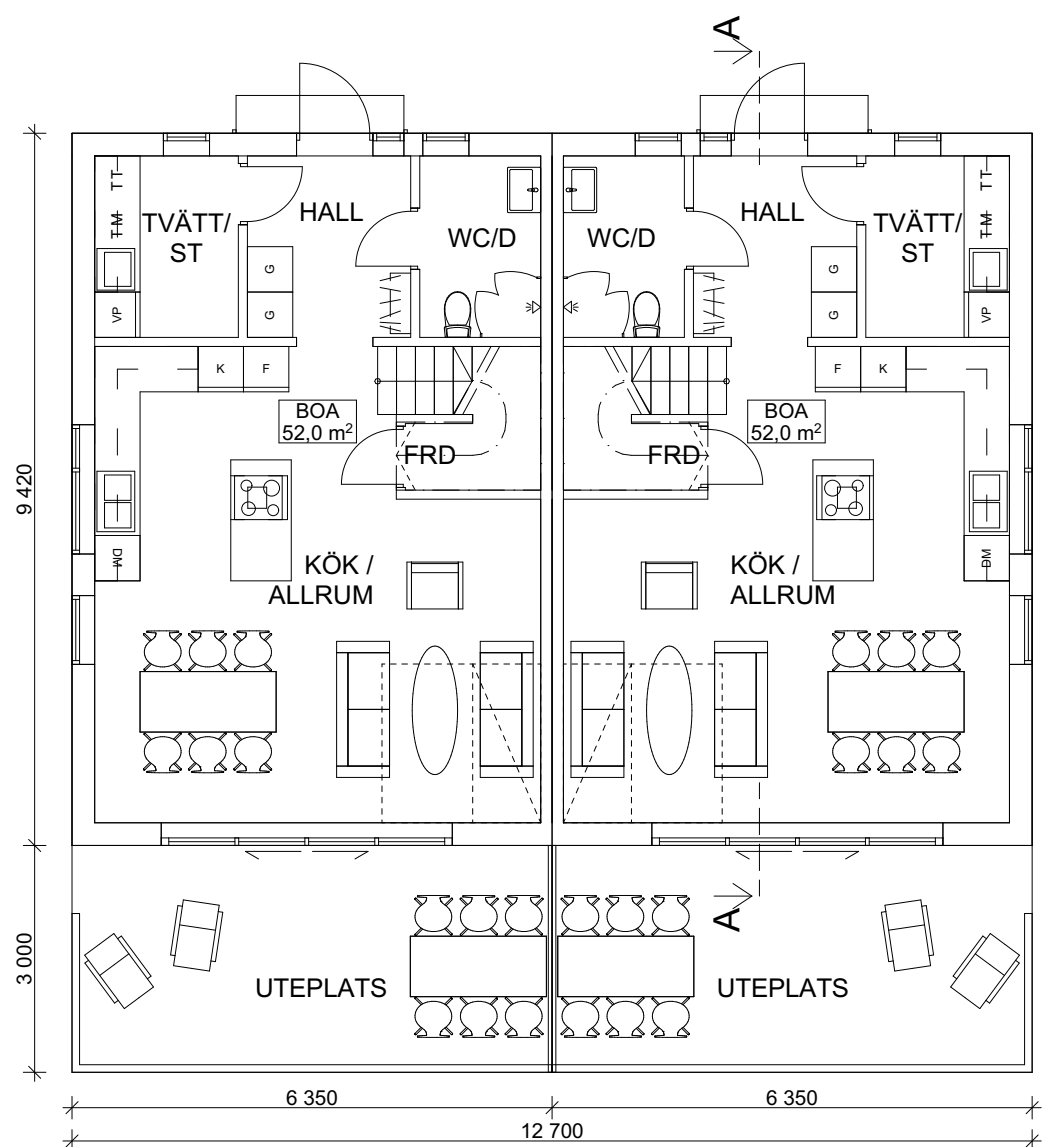 A
TT
TM
TVÄTT/
ST
HALL
WC/D
WC/D
HALL
TVÄTT/
ST
TT
TM
G
G
VP
G
G
VP
K
F
F
K
BOA
52,0 m²
BOA
52,0 m²
FRD
FRD
9 420
DM
KÖK /
ALLRUM
KÖK /
ALLRUM
DM
A
3 000
UTEPLATS
UTEPLATS
6 350
6 350
12 700